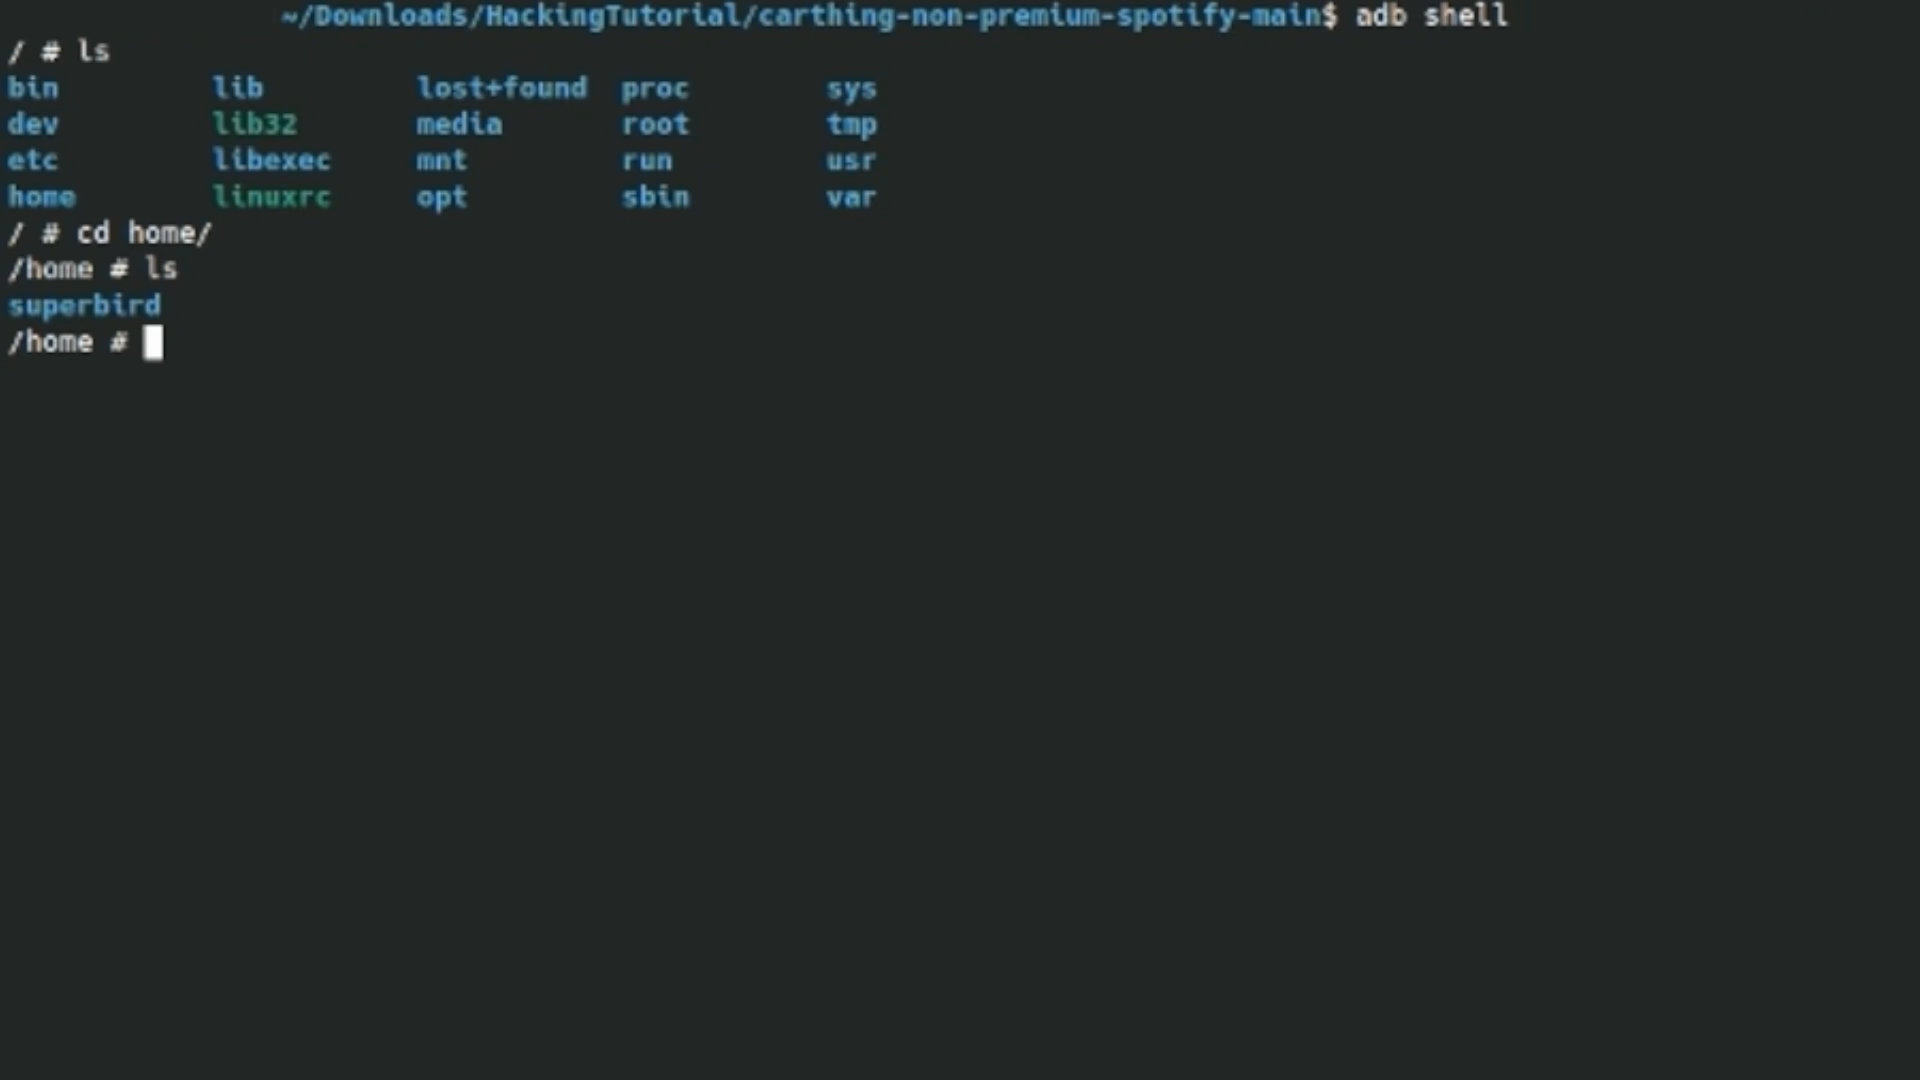 ~/Downloads/HackingTutorial/carthing-non-premium-spotify-main$ adb shell
/ # ls
bin lib lost+found proc sys
dev lib32 media root tmp
etc libexec mnt run usr
home linuxrc opt sbin var
/ # cd home/
/home # ls
superbird
/home #